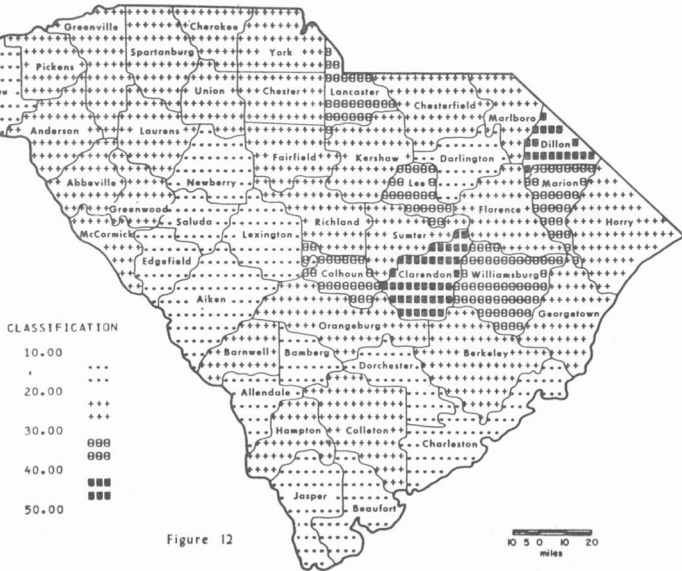 Greenville
Cherokee
Spartanburg
York
Pickens
Union
Chester
Lancaster
Chesterfield
Marlboro
Anderson
Laurens
Dillon
Fairfield
Kershaw
Darlington
Abbeville
Newberry
Lee
Marion
Greenwood
Saluda
Richland
Florence
Horry
McCormick
Lexington
Sumter
Edgefield
Calhoun
Clarendon
Williamsburg
Aiken
Georgetown
Orangeburg
Barnwell
Bamberg
Berkeley
Dorchester
Allendale
Hampton
Colleton
Charleston
Jasper
Beaufort
CLASSIFICATION
10.00
20.00
30.00
40.00
50.00
Figure 12
10 5 0 10 20
miles